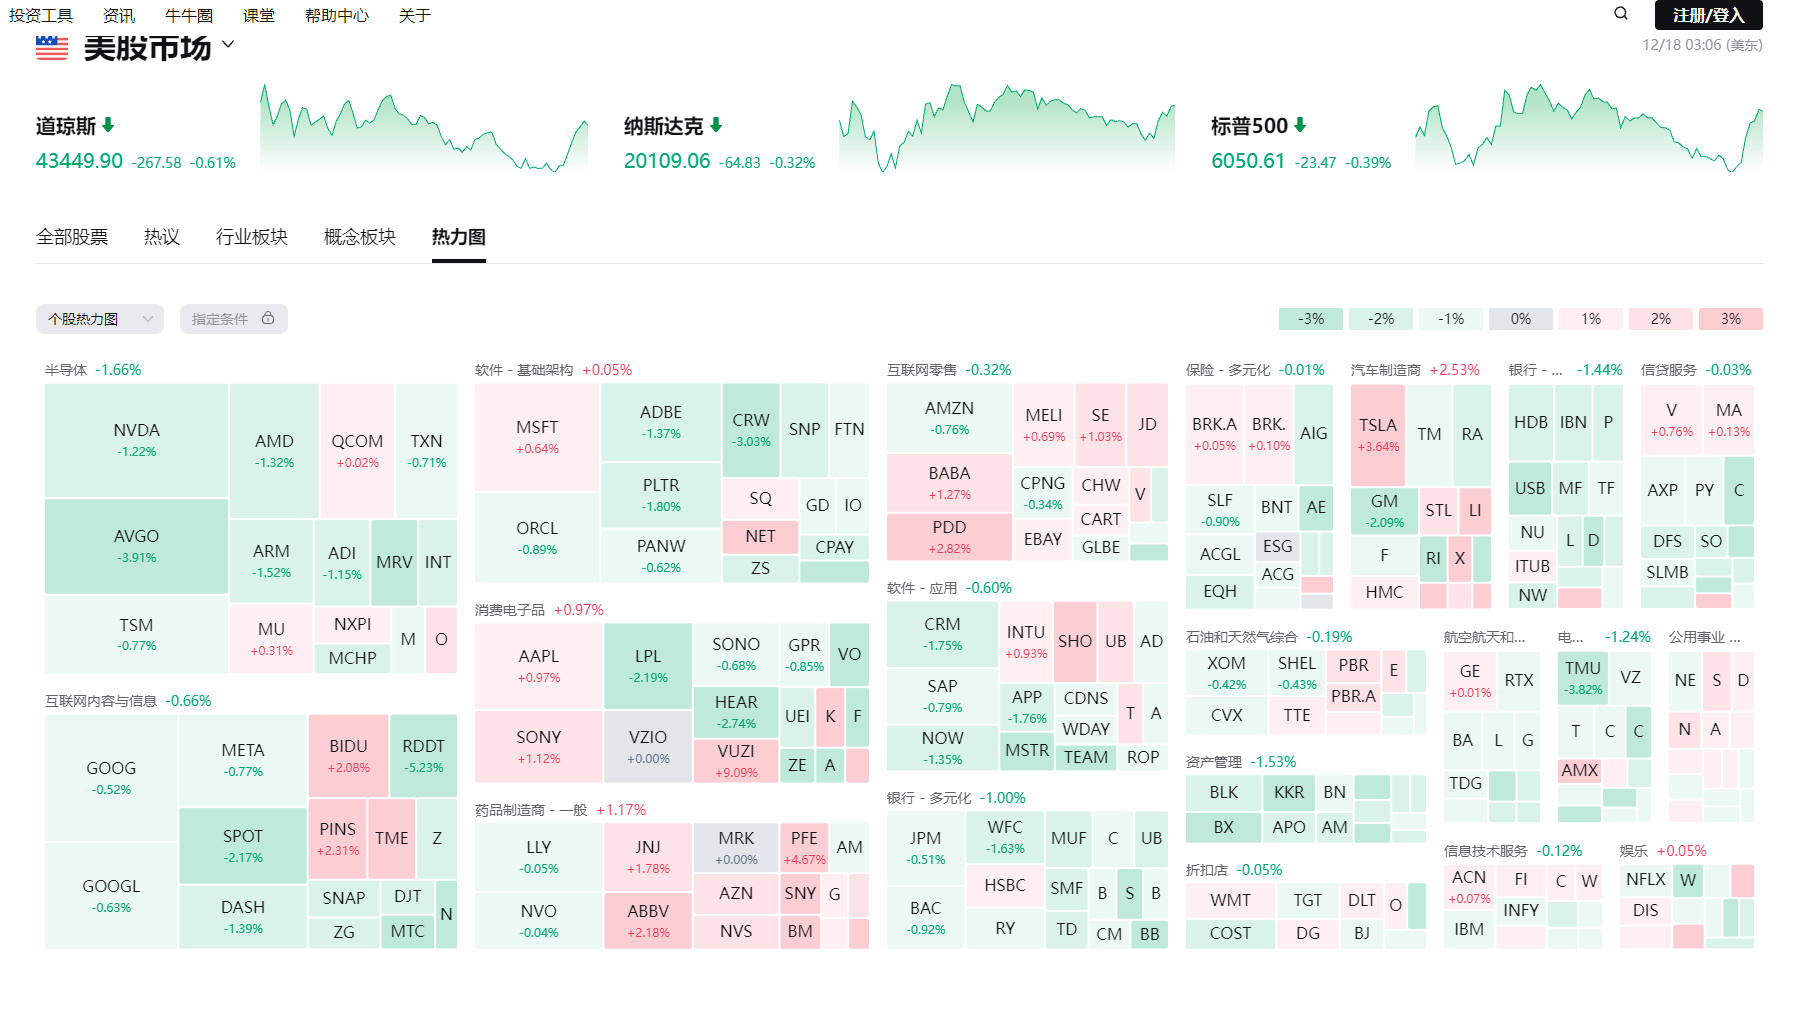 投资工具 资讯 牛牛圈 课堂 帮助中心 关于 注册/登入
美股市场 12/18 03:06 (美东)
道琼斯
43449.90 -267.58 -0.61%
纳斯达克
20109.06 -64.83 -0.32%
标普500
6050.61 -23.47 -0.39%
全部股票 热议 行业板块 概念板块 热力图
个股热力图 指定条件
-3% -2% -1% 0% 1% 2% 3%
半导体 -1.66%
NVDA
-1.22%
AMD
-1.32%
QCOM
+0.02%
TXN
-0.71%
AVGO
-3.91%
ARM
-1.52%
ADI
-1.15%
MRV
INT
TSM
-0.77%
MU
+0.31%
NXPI
MCHP
M
O
互联网内容与信息 -0.66%
GOOG
-0.52%
META
-0.77%
BIDU
+2.08%
RDDT
-5.23%
SPOT
-2.17%
PINS
+2.31%
TME
Z
GOOGL
-0.63%
DASH
-1.39%
SNAP
DJT
N
ZG
MTC
软件 - 基础架构 +0.05%
MSFT
+0.64%
ADBE
-1.37%
CRW
-3.03%
SNP
FTN
PLTR
-1.80%
SQ
GD
IO
ORCL
-0.89%
PANW
-0.62%
NET
CPAY
ZS
消费电子品 +0.97%
AAPL
+0.97%
LPL
-2.19%
SONO
-0.68%
GPR
-0.85%
VO
HEAR
-2.74%
UEI
K
F
SONY
+1.12%
VZIO
+0.00%
VUZI
+9.09%
ZE
A
药品制造商 - 一般 +1.17%
LLY
-0.05%
JNJ
+1.78%
MRK
+0.00%
PFE
+4.67%
AM
AZN
SNY
G
NVO
-0.04%
ABBV
+2.18%
NVS
BM
互联网零售 -0.32%
AMZN
-0.76%
MELI
+0.69%
SE
+1.03%
JD
BABA
+1.27%
CPNG
-0.34%
CHW
V
PDD
+2.82%
EBAY
CART
GLBE
软件 - 应用 -0.60%
CRM
-1.75%
INTU
+0.93%
SHO
UB
AD
SAP
-0.79%
APP
-1.76%
CDNS
T
A
WDAY
NOW
-1.35%
MSTR
TEAM
ROP
银行 - 多元化 -1.00%
JPM
-0.51%
WFC
-1.63%
MUF
C
UB
HSBC
SMF
B
S
B
BAC
-0.92%
RY
TD
CM
BB
保险 - 多元化 -0.01%
BRK.A
+0.05%
BRK.
+0.10%
AIG
SLF
-0.90%
BNT
AE
ACGL
ESG
ACG
EQH
汽车制造商 +2.53%
TSLA
+3.64%
TM
RA
GM
-2.09%
STL
LI
F
RI
X
HMC
银行 - ... -1.44%
HDB
IBN
P
USB
MF
TF
NU
L
D
ITUB
NW
信贷服务 -0.03%
V
+0.76%
MA
+0.13%
AXP
PY
C
DFS
SO
SLMB
石油和天然气综合 -0.19%
XOM
-0.42%
SHEL
-0.43%
PBR
E
PBR.A
CVX
TTE
资产管理 -1.53%
BLK
KKR
BN
BX
APO
AM
折扣店 -0.05%
WMT
TGT
DLT
O
COST
DG
BJ
航空航天和...
GE
+0.01%
RTX
BA
L
G
TDG
电... -1.24%
TMU
-3.82%
VZ
T
C
C
AMX
公用事业 ...
NE
S
D
N
A
信息技术服务 -0.12%
ACN
+0.07%
FI
C
W
INFY
IBM
娱乐 +0.05%
NFLX
W
DIS